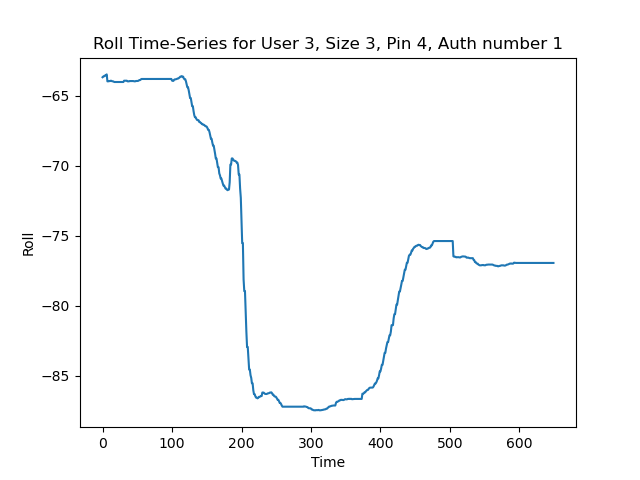 Roll Time-Series for User 3, Size 3, Pin 4, Auth number 1
−65
−70
−75
−80
−85
Roll
0 100 200 300 400 500 600
Time